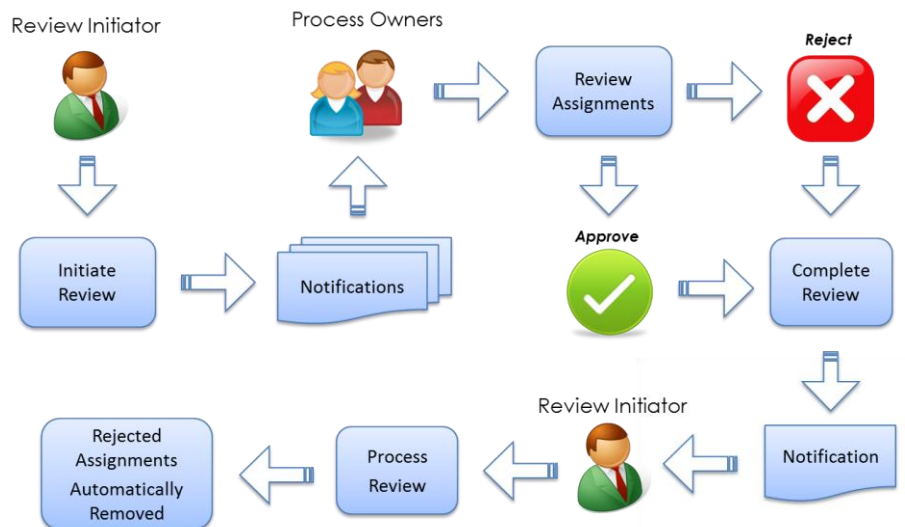 Review Initiator
Process Owners
Review
Assignments
Reject
Initiate
Review
Notifications
Approve
Complete
Review
Review Initiator
Rejected
Assignments
Automatically
Removed
Process
Review
Notification